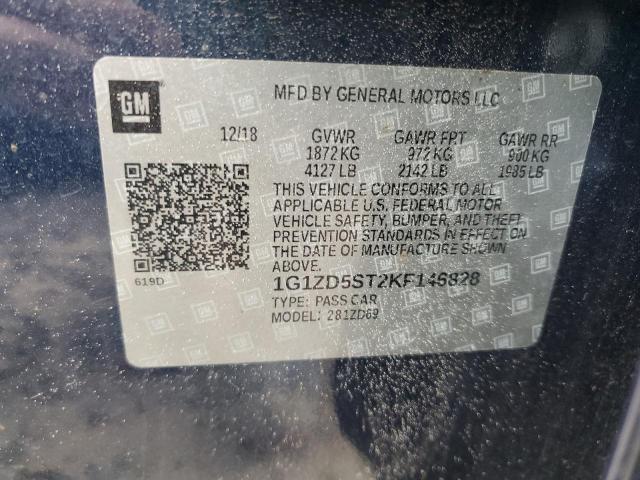 GM
MFD BY GENERAL MOTORS LLC
12/18 GVWR GAWR FRT GAWR RR
1872 KG 972 KG 900 KG
4127 LB 2142 LB 1985 LB
THIS VEHICLE CONFORMS TO ALL
APPLICABLE U.S. FEDERAL MOTOR
VEHICLE SAFETY, BUMPER, AND THEFT
PREVENTION STANDARDS IN EFFECT ON
THE DATE OF MANUFACTURE SHOWN
ABOVE.
619D
1G1ZD5ST2KF146828
TYPE: PASS CAR
MODEL: 281ZD69